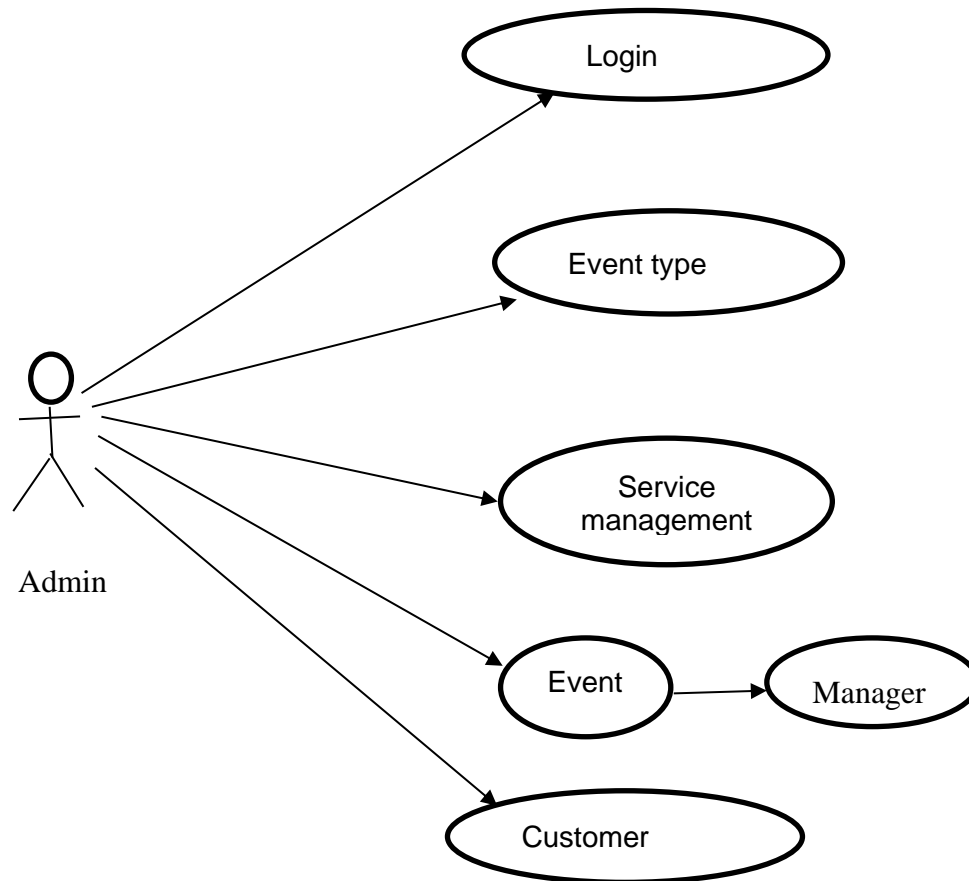 Login
Event type
Service
management
Admin
Event
Manager
Customer